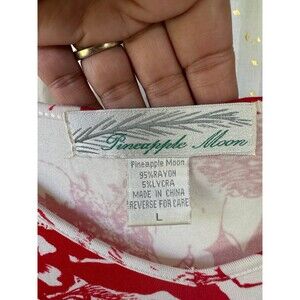 Pineapple Moon
Pineapple Moon
95%RAYON
5%LYCRA
MADE IN CHINA
REVERSE FOR CARE
L